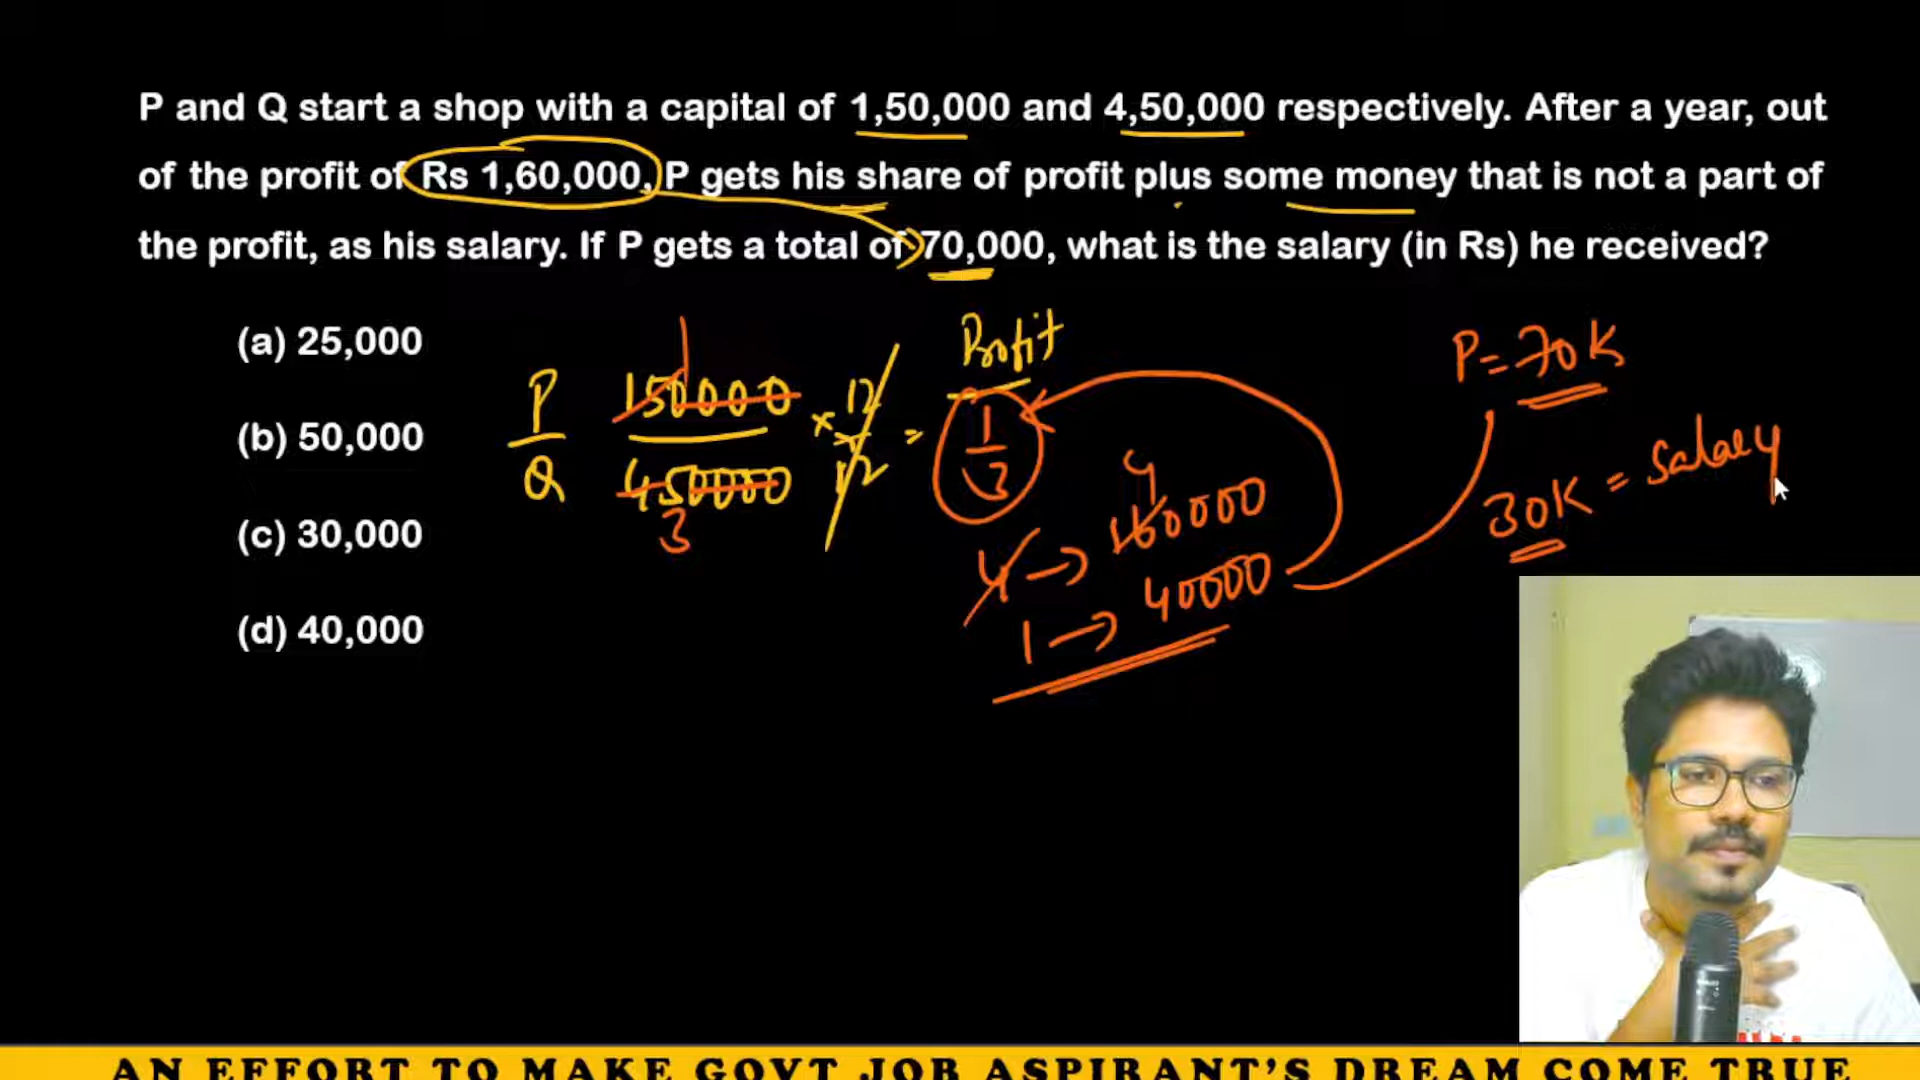 P and Q start a shop with a capital of 1,50,000 and 4,50,000 respectively. After a year, out
of the profit of Rs 1,60,000, P gets his share of profit plus some money that is not a part of
the profit, as his salary. If P gets a total of 70,000, what is the salary (in Rs) he received?
(a) 25,000
(b) 50,000
(c) 30,000
(d) 40,000
Profit
1
P 150000 × 12 = 1
Q 450000 12 3
3
4
4 → 160000
1 → 40000
P = 70K
30K = Salary
AN EFFORT TO MAKE GOVT JOB ASPIRANT'S DREAM COME TRUE